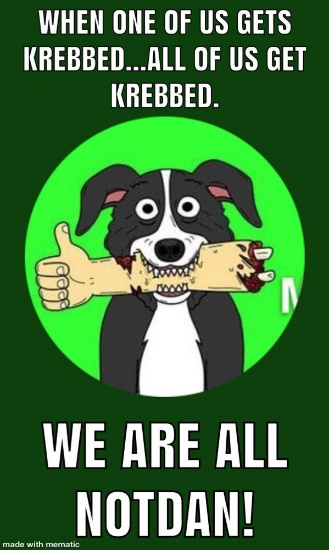 WHEN ONE OF US GETS
KREBBED...ALL OF US GET
KREBBED.
M
WE ARE ALL
NOTDAN!
made with mematic